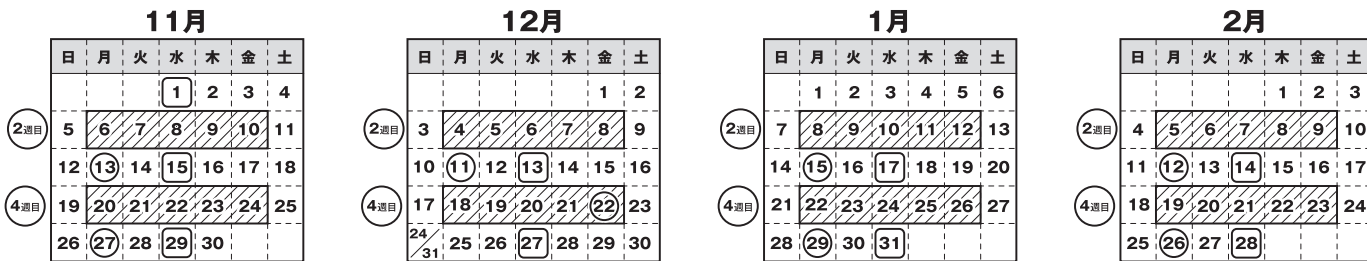 11月
日 月 火 水 木 金 土
1 2 3 4
2週目 5 6 7 8 9 10 11
12 13 14 15 16 17 18
4週目 19 20 21 22 23 24 25
26 27 28 29 30
12月
日 月 火 水 木 金 土
1 2
2週目 3 4 5 6 7 8 9
10 11 12 13 14 15 16
4週目 17 18 19 20 21 22 23
24/31 25 26 27 28 29 30
1月
日 月 火 水 木 金 土
1 2 3 4 5 6
2週目 7 8 9 10 11 12 13
14 15 16 17 18 19 20
4週目 21 22 23 24 25 26 27
28 29 30 31
2月
日 月 火 水 木 金 土
1 2 3
2週目 4 5 6 7 8 9 10
11 12 13 14 15 16 17
4週目 18 19 20 21 22 23 24
25 26 27 28